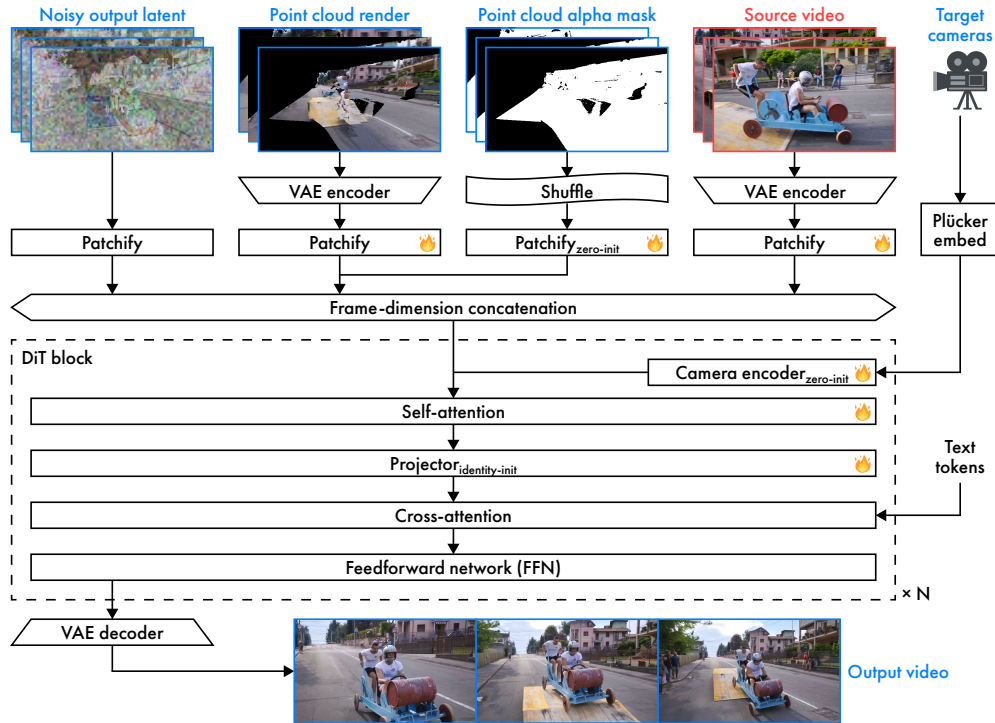 Noisy output latent
Point cloud render
Point cloud alpha mask
Source video
Target
cameras
VAE encoder
Shuffle
VAE encoder
Patchify
Patchify
Patchify zero-init
Patchify
Plücker
embed
Frame-dimension concatenation
DiT block
Camera encoder zero-init
Self-attention
Projector identity-init
Text
tokens
Cross-attention
Feedforward network (FFN)
× N
VAE decoder
Output video